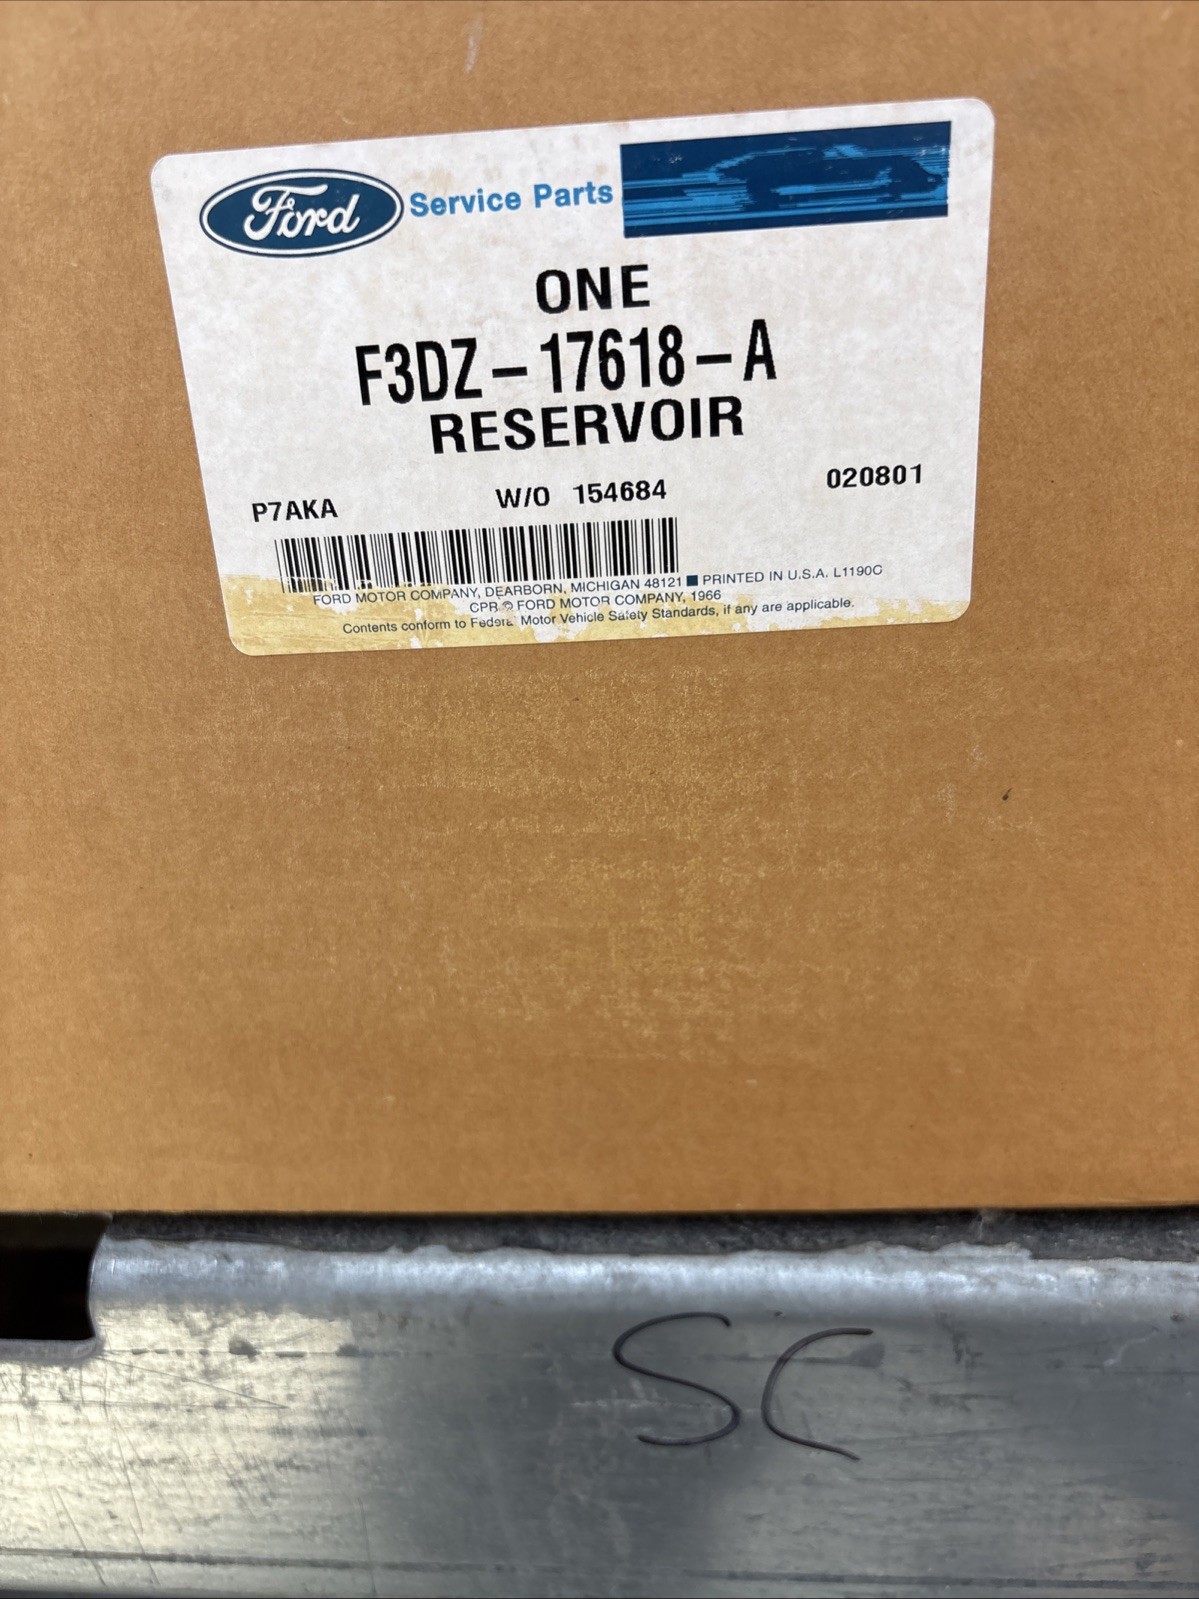 Ford Service Parts
ONE
F3DZ-17618-A
RESERVOIR
P7AKA W/O 154684 020801
FORD MOTOR COMPANY, DEARBORN, MICHIGAN 48121 ■ PRINTED IN U.S.A. L1190C
CPR © FORD MOTOR COMPANY, 1966
Contents conform to Federal Motor Vehicle Safety Standards, if any are applicable.
SC